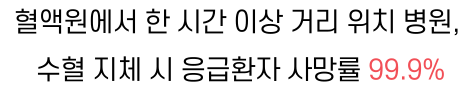 혈액원에서 한 시간 이상 거리 위치 병원,
수혈 지체 시 응급환자 사망률 99.9%